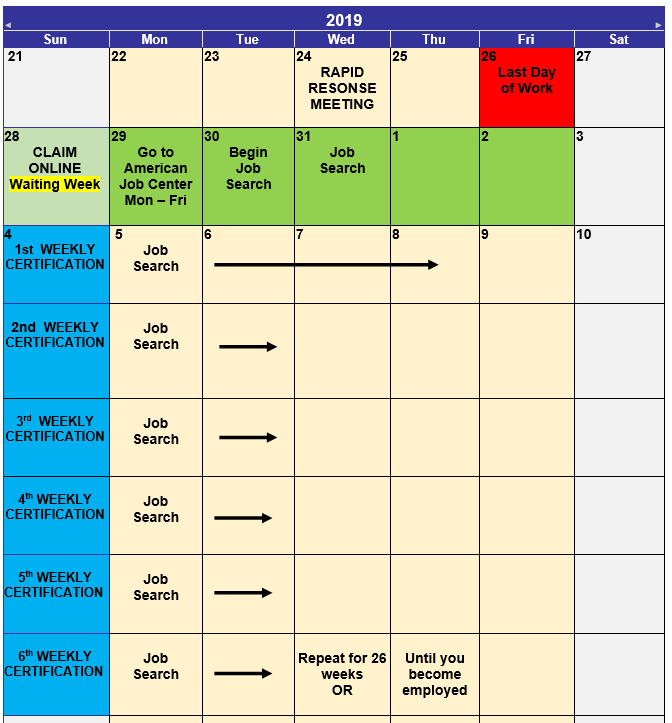 2019
Sun Mon Tue Wed Thu Fri Sat
21 22 23 24 25 26 27
RAPID
RESONSE
MEETING
Last Day
of Work
28 29 30 31 1 2 3
CLAIM
ONLINE
Waiting Week
Go to
American
Job Center
Mon – Fri
Begin
Job
Search
Job
Search
4 5 6 7 8 9 10
1st WEEKLY
CERTIFICATION
Job
Search
2nd WEEKLY
CERTIFICATION
Job
Search
3rd WEEKLY
CERTIFICATION
Job
Search
4th WEEKLY
CERTIFICATION
Job
Search
5th WEEKLY
CERTIFICATION
Job
Search
6th WEEKLY
CERTIFICATION
Job
Search
Repeat for 26
weeks
OR
Until you
become
employed